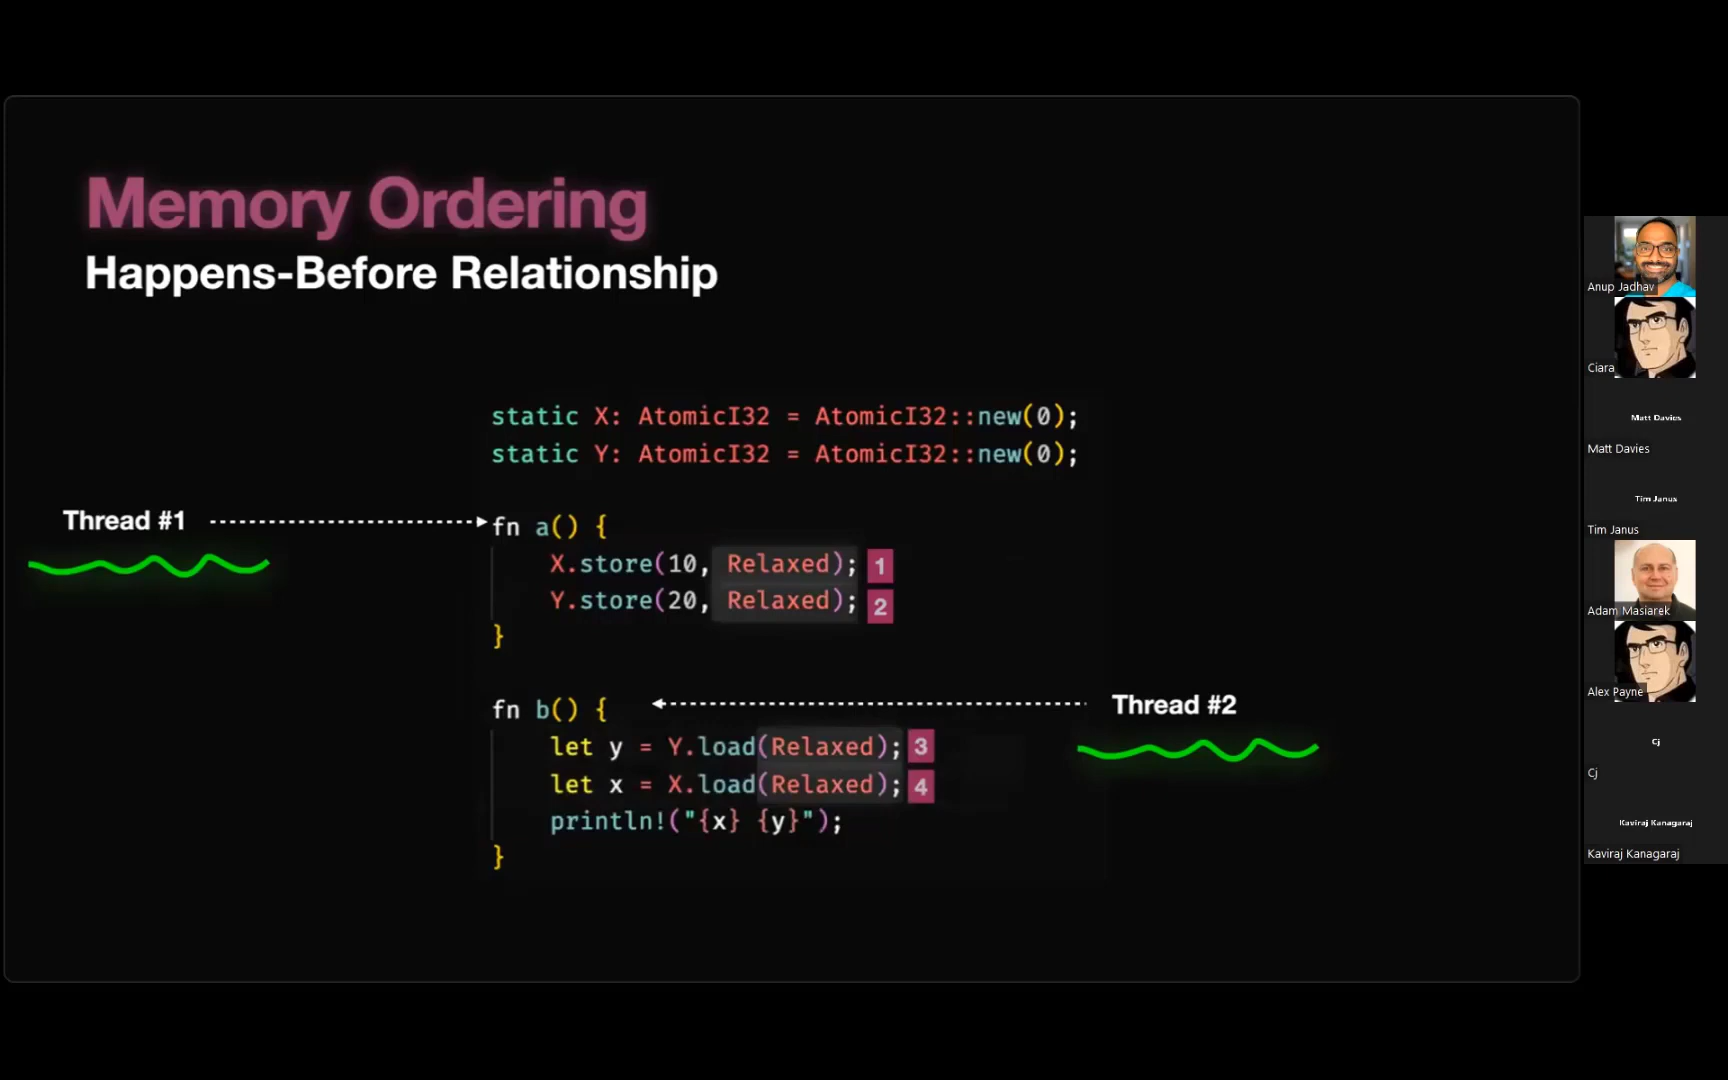 Memory Ordering
Happens-Before Relationship
static X: AtomicI32 = AtomicI32::new(0);
static Y: AtomicI32 = AtomicI32::new(0);
Thread #1
fn a() {
X.store(10, Relaxed); 1
Y.store(20, Relaxed); 2
}
fn b() {
Thread #2
let y = Y.load(Relaxed); 3
let x = X.load(Relaxed); 4
println!("{x} {y}");
}
Anup Jadhav
Ciara
Matt Davies
Matt Davies
Tim Janus
Tim Janus
Adam Masiarek
Alex Payne
Cj
Cj
Kaviraj Kanagaraj
Kaviraj Kanagaraj